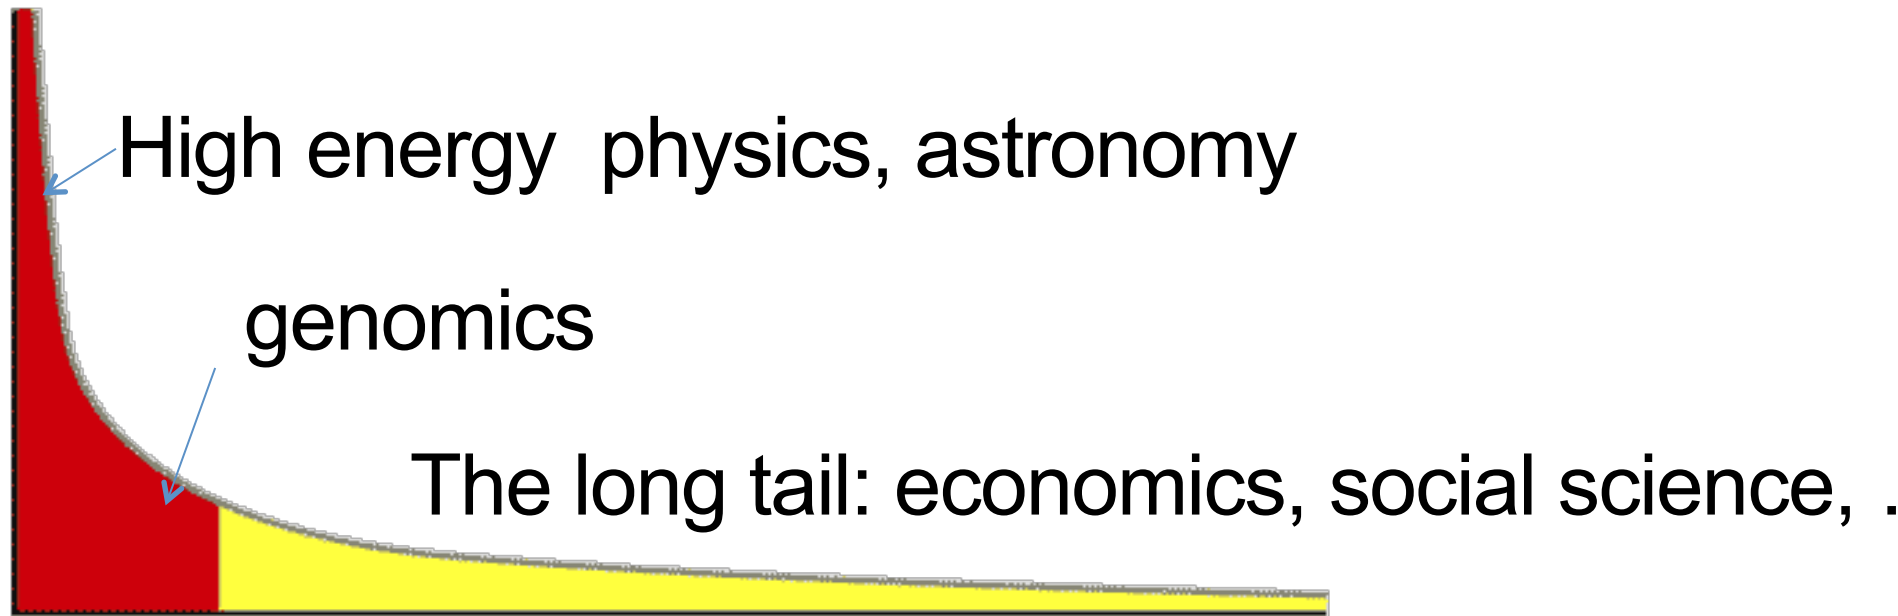 High energy  physics, astronomy
genomics
The long tail: economics, social science, .